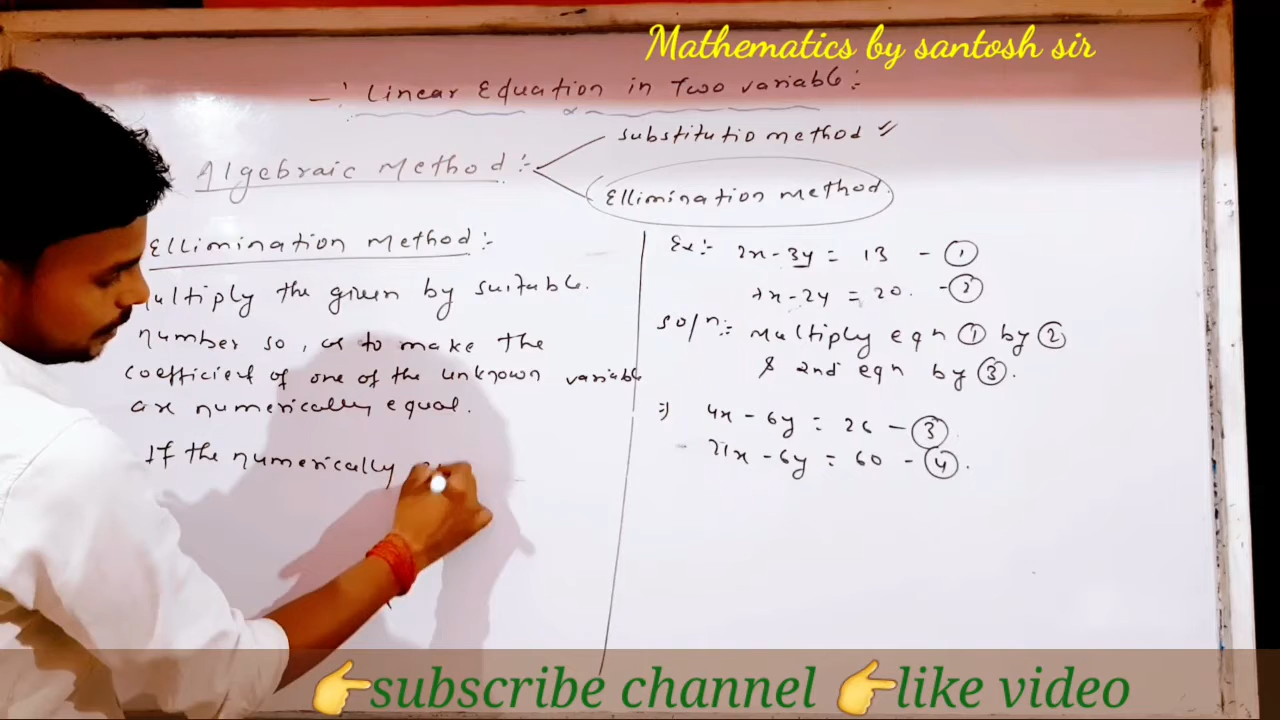 Mathematics by santosh sir
Linear Equation in Two variable:
substitutio method
Algebraic Method :-
Ellimination method
Ellimination method:-
ultiply the given by suitable.
number so, as to make the
coefficient of one of the unknown variable
are numerically equal.
If the numerically
Ex:- 2x-3y = 13 - ①
7x-2y = 20. - ②
so/n:- Multiply eqn ① by ②
& 2nd eqn by ③.
⇒ 4x - 6y = 26 - ③
21x - 6y = 60 - ④.
👉subscribe channel 👉like video